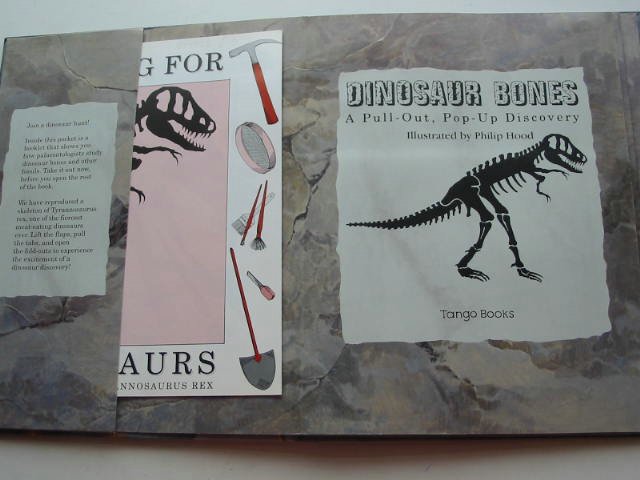 Join a dinosaur hunt!
Inside this pocket is a
booklet that shows you
how palaeontologists study
dinosaur bones and other
fossils. Take it out now,
before you open the rest
of the book.
We have reproduced a
skeleton of Tyrannosaurus
rex, one of the fiercest
meat-eating dinosaurs
ever. Lift the flaps, pull
the tabs, and open
the fold-outs to experience
the excitement of a
dinosaur discovery!
G FOR
AURS
ANNOSAURUS REX
DINOSAUR BONES
A Pull-Out, Pop-Up Discovery
Illustrated by Philip Hood
Tango Books